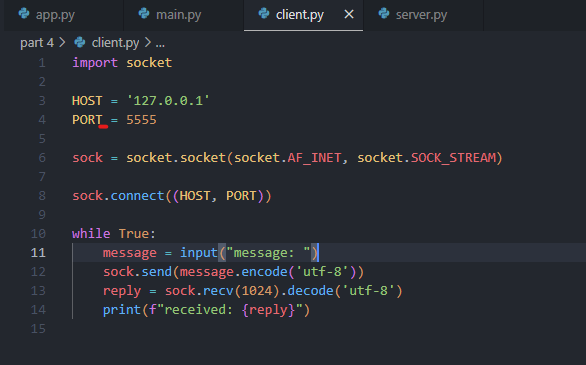 app.py main.py client.py × server.py
part 4 > client.py > ...
1 import socket
2
3 HOST = '127.0.0.1'
4 PORT = 5555
5
6 sock = socket.socket(socket.AF_INET, socket.SOCK_STREAM)
7
8 sock.connect((HOST, PORT))
9
10 while True:
11     message = input("message: ")
12     sock.send(message.encode('utf-8'))
13     reply = sock.recv(1024).decode('utf-8')
14     print(f"received: {reply}")
15